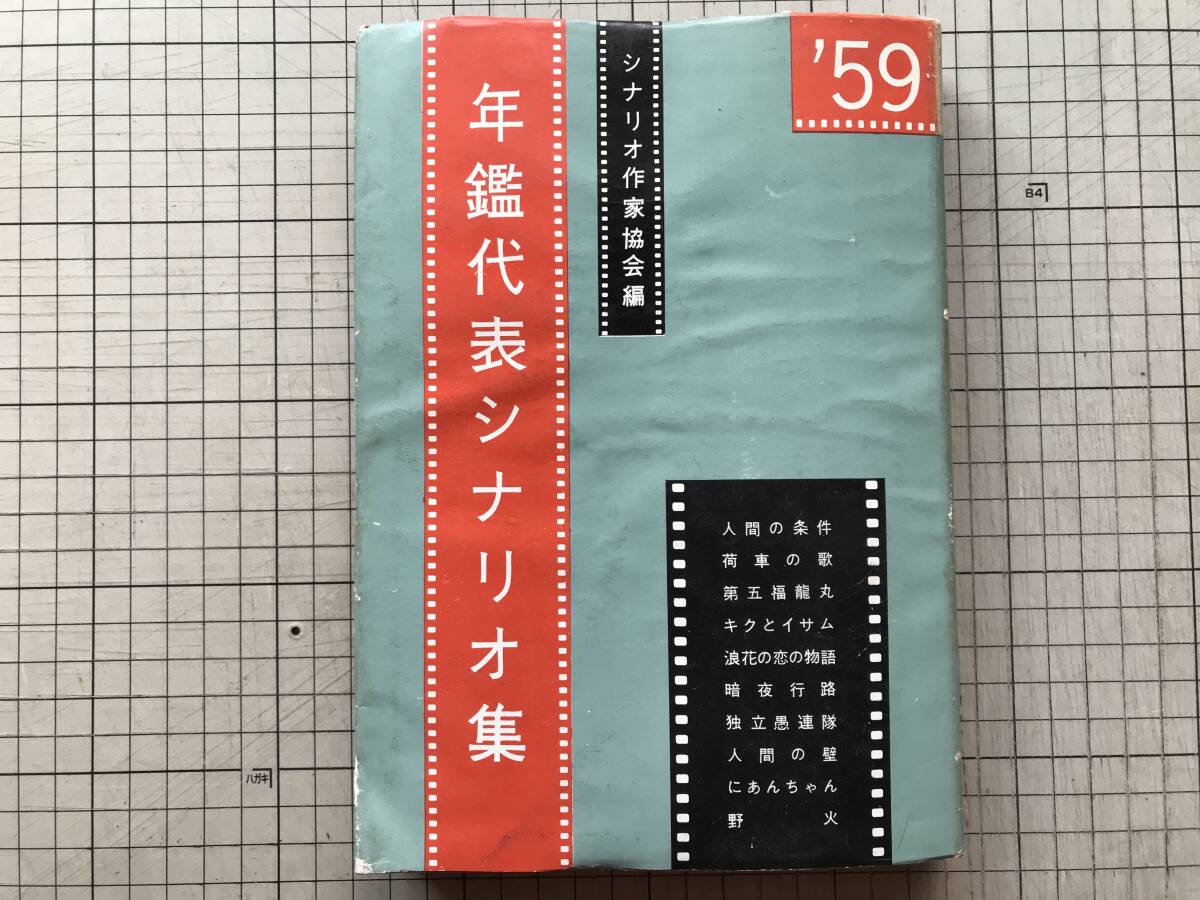 '59
シナリオ作家協会編
年鑑代表シナリオ集
人間の条件
荷車の歌
第五福龍丸
キクとイサム
浪花の恋の物語
暗夜行路
独立愚連隊
人間の壁
にあんちゃん
野火
B4
ハガキ